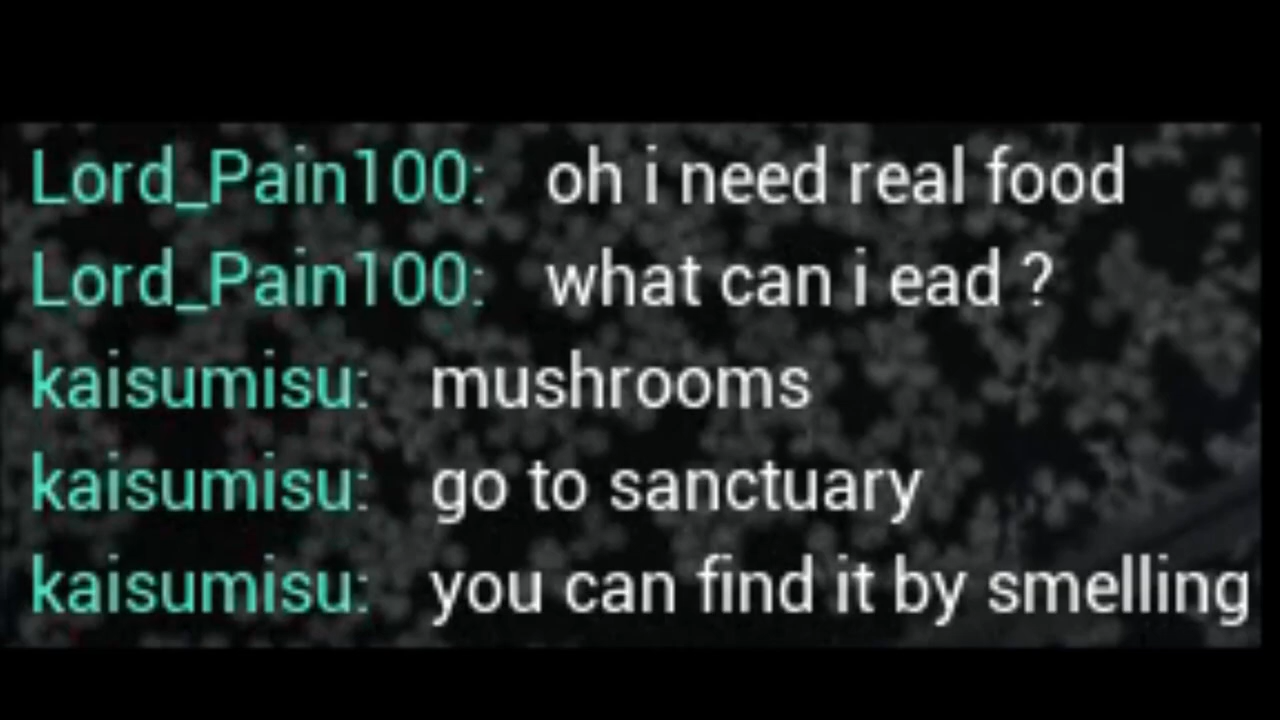 Lord_Pain100: oh i need real food
Lord_Pain100: what can i ead ?
kaisumisu: mushrooms
kaisumisu: go to sanctuary
kaisumisu: you can find it by smelling